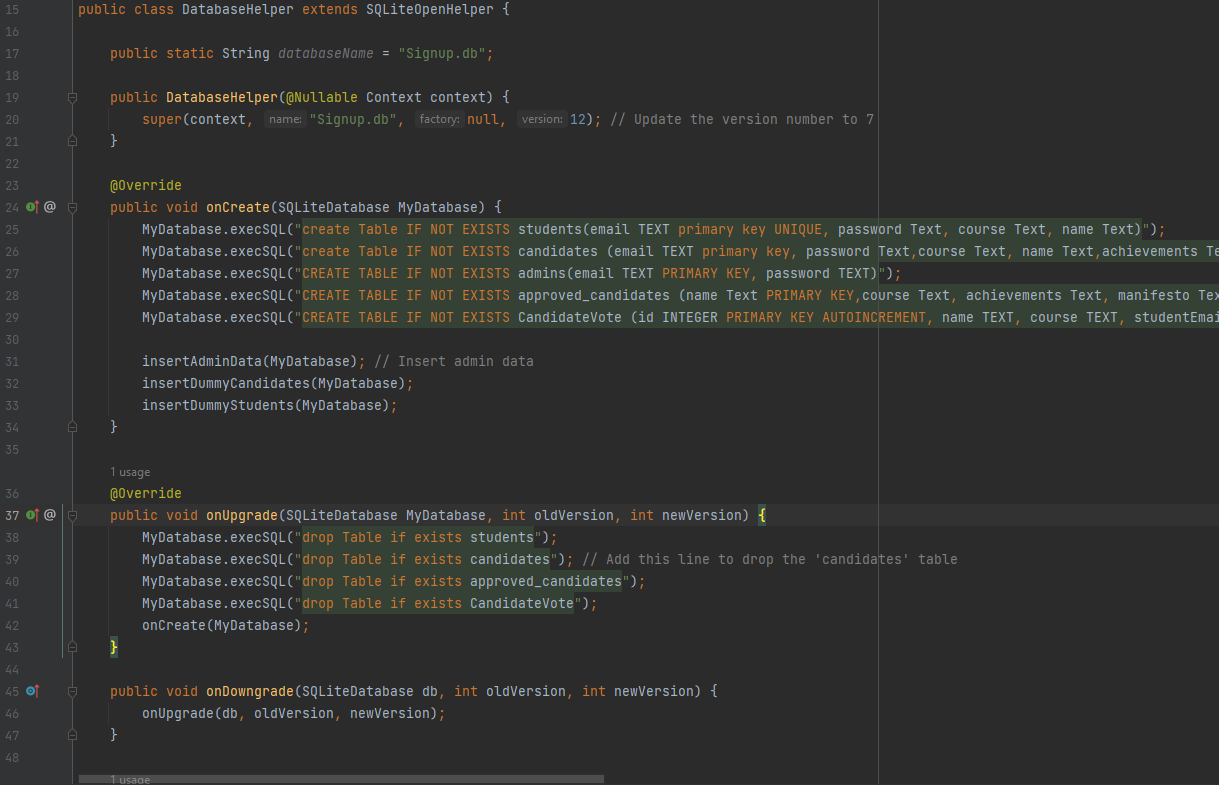 15 public class DatabaseHelper extends SQLiteOpenHelper {
16
17 public static String databaseName = "Signup.db";
18
19 public DatabaseHelper(@Nullable Context context) {
20 super(context, name: "Signup.db", factory: null, version: 12); // Update the version number to 7
21 }
22
23 @Override
24 @ public void onCreate(SQLiteDatabase MyDatabase) {
25 MyDatabase.execSQL("create Table IF NOT EXISTS students(email TEXT primary key UNIQUE, password Text, course Text, name Text)");
26 MyDatabase.execSQL("create Table IF NOT EXISTS candidates (email TEXT primary key, password Text,course Text, name Text,achievements Te
27 MyDatabase.execSQL("CREATE TABLE IF NOT EXISTS admins(email TEXT PRIMARY KEY, password TEXT)");
28 MyDatabase.execSQL("CREATE TABLE IF NOT EXISTS approved_candidates (name Text PRIMARY KEY,course Text, achievements Text, manifesto Tex
29 MyDatabase.execSQL("CREATE TABLE IF NOT EXISTS CandidateVote (id INTEGER PRIMARY KEY AUTOINCREMENT, name TEXT, course TEXT, studentEmai
30
31 insertAdminData(MyDatabase); // Insert admin data
32 insertDummyCandidates(MyDatabase);
33 insertDummyStudents(MyDatabase);
34 }
35
1 usage
36 @Override
37 @ public void onUpgrade(SQLiteDatabase MyDatabase, int oldVersion, int newVersion) {
38 MyDatabase.execSQL("drop Table if exists students");
39 MyDatabase.execSQL("drop Table if exists candidates"); // Add this line to drop the 'candidates' table
40 MyDatabase.execSQL("drop Table if exists approved_candidates");
41 MyDatabase.execSQL("drop Table if exists CandidateVote");
42 onCreate(MyDatabase);
43 }
44
45 public void onDowngrade(SQLiteDatabase db, int oldVersion, int newVersion) {
46 onUpgrade(db, oldVersion, newVersion);
47 }
48
1 usage